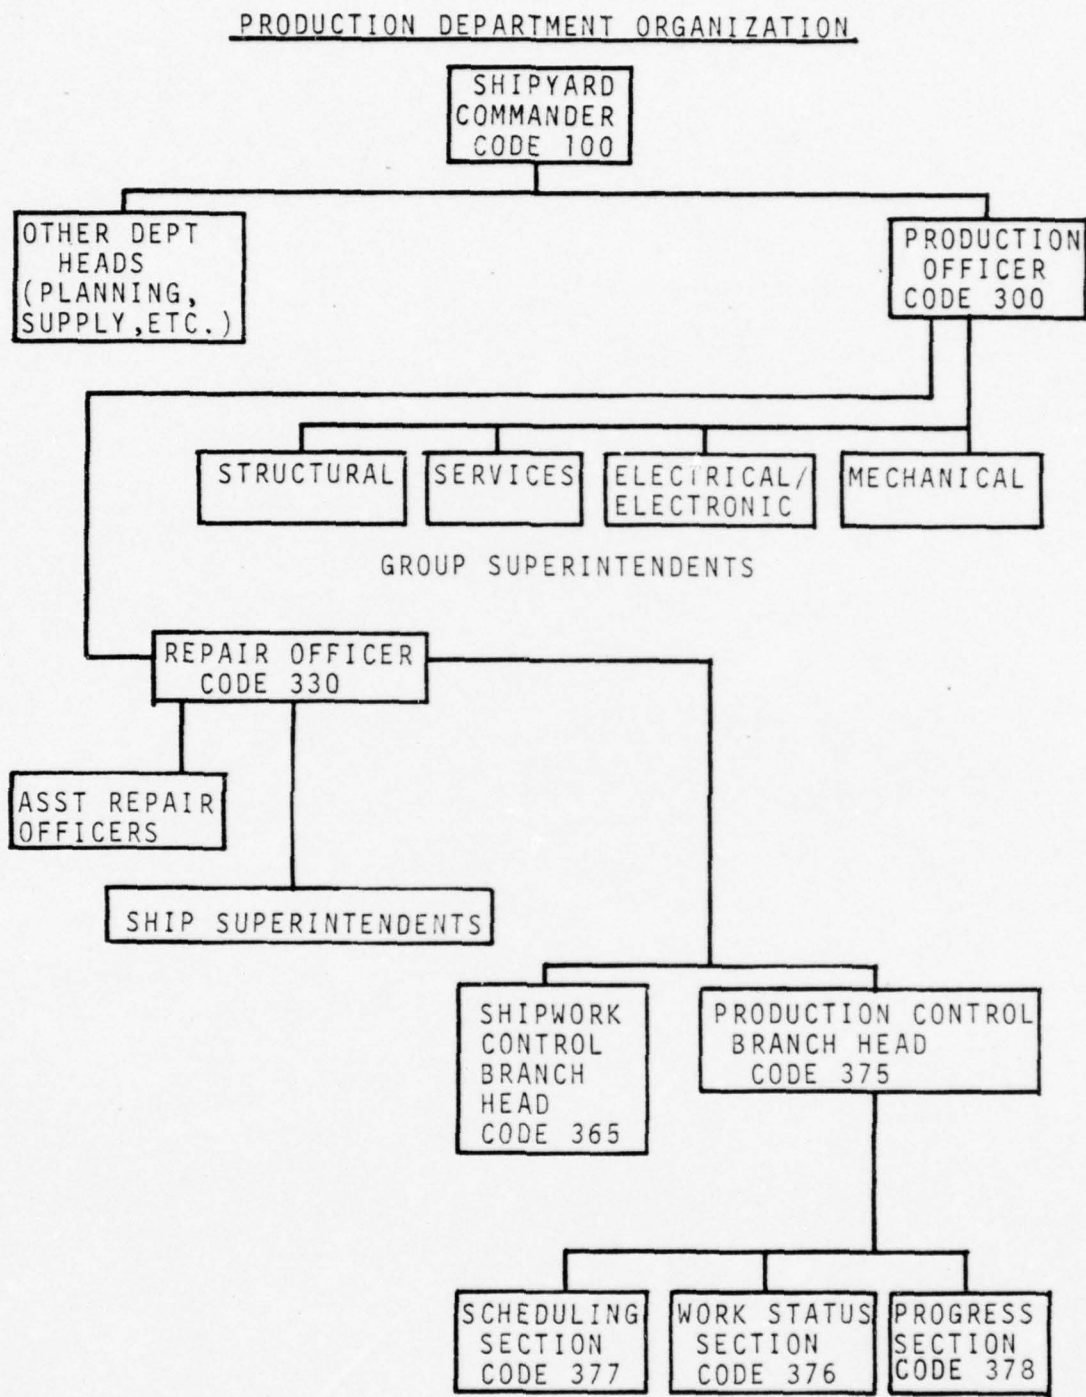 PRODUCTION DEPARTMENT ORGANIZATION
SHIPYARD
COMMANDER
CODE 100
OTHER DEPT
HEADS
(PLANNING,
SUPPLY,ETC.)
PRODUCTION
OFFICER
CODE 300
STRUCTURAL
SERVICES
ELECTRICAL/
ELECTRONIC
MECHANICAL
GROUP SUPERINTENDENTS
REPAIR OFFICER
CODE 330
ASST REPAIR
OFFICERS
SHIP SUPERINTENDENTS
SHIPWORK
CONTROL
BRANCH
HEAD
CODE 365
PRODUCTION CONTROL
BRANCH HEAD
CODE 375
SCHEDULING
SECTION
CODE 377
WORK STATUS
SECTION
CODE 376
PROGRESS
SECTION
CODE 378